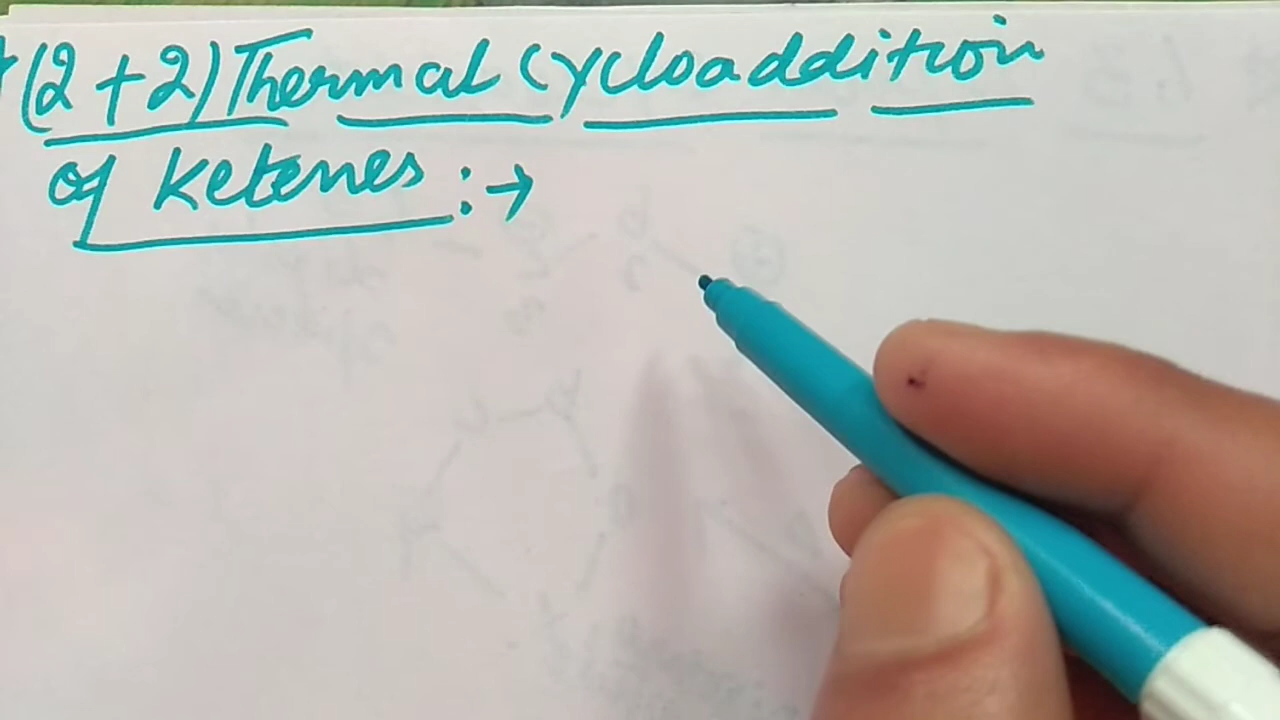 (2+2) Thermal Cycloaddition
of Ketenes :→